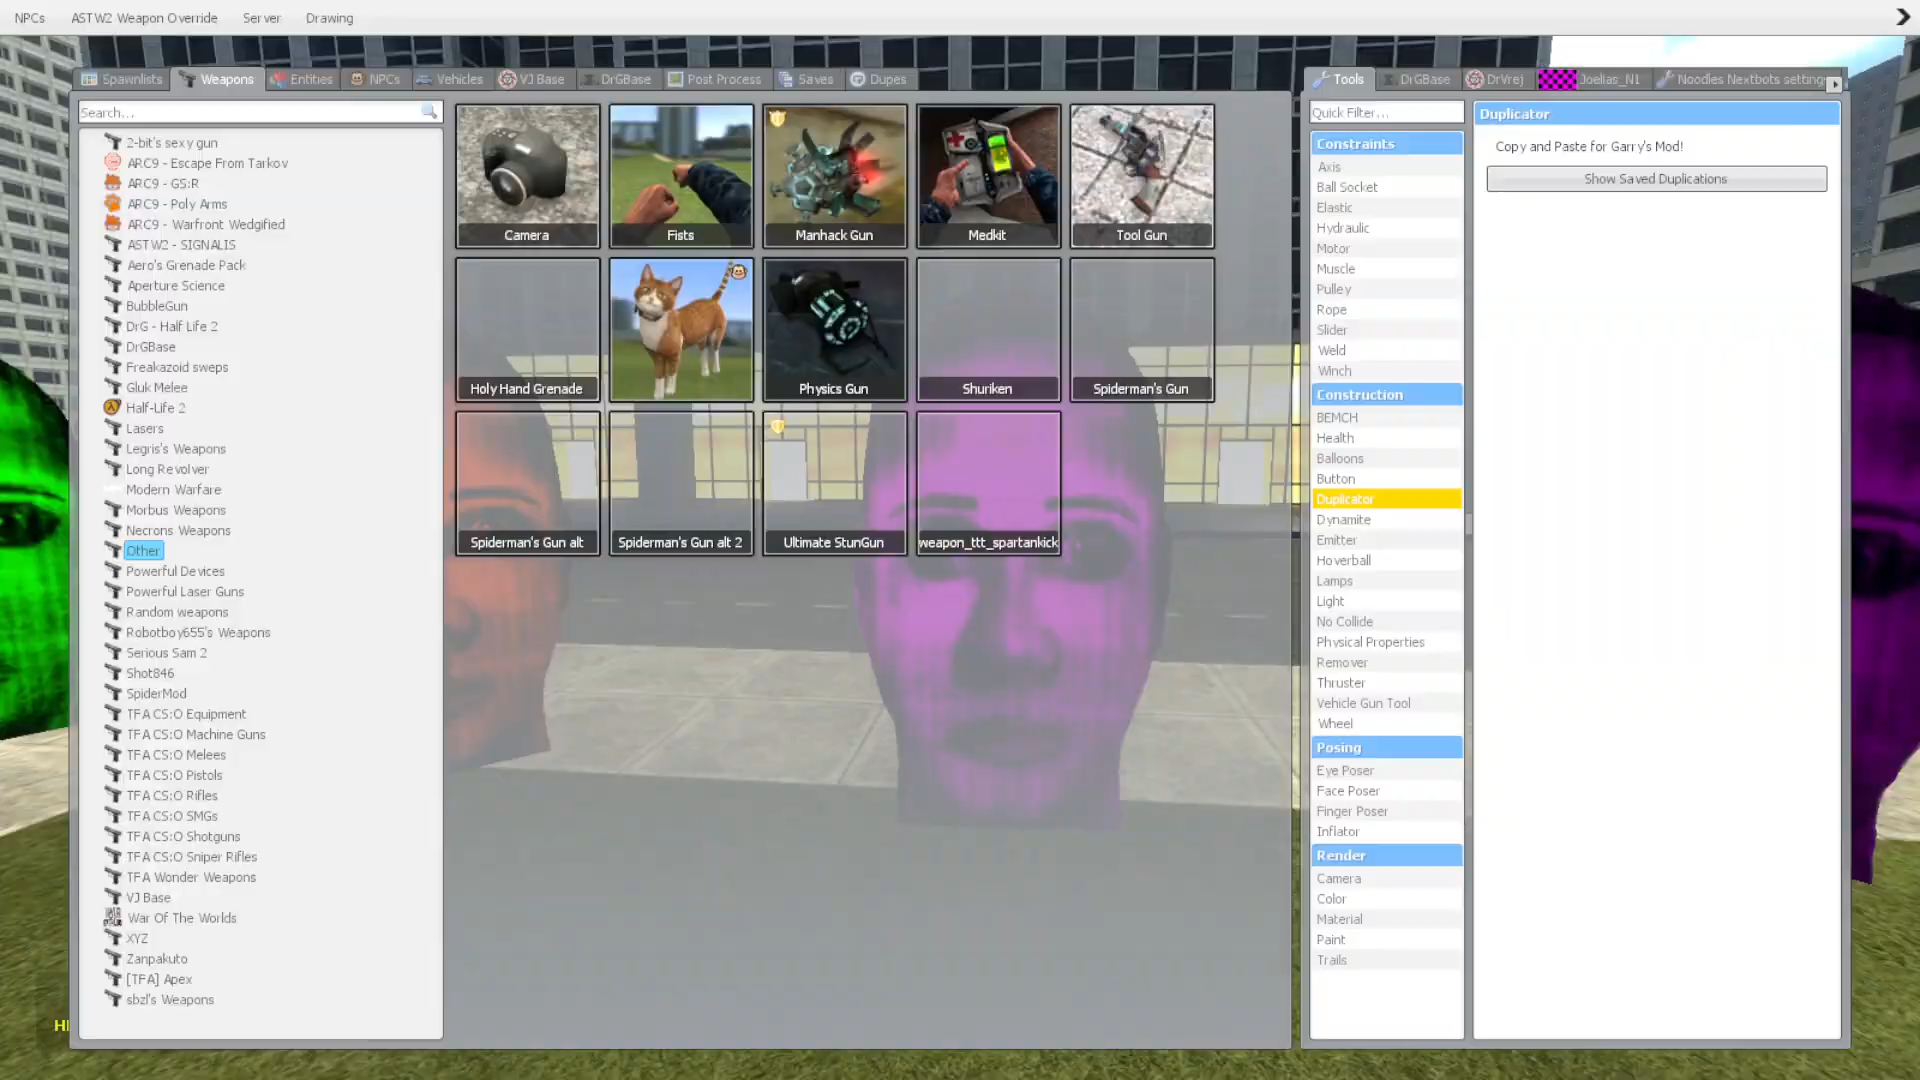 NPCs ASTW2 Weapon Override Server Drawing
Spawnlists Weapons Entities NPCs Vehicles VJ Base DrGBase Post Process Saves Dupes
Search...
2-bit's sexy gun
ARC9 - Escape From Tarkov
ARC9 - GS:R
ARC9 - Poly Arms
ARC9 - Warfront Wedgified
ASTW2 - SIGNALIS
Aero's Grenade Pack
Aperture Science
BubbleGun
DrG - Half Life 2
DrGBase
Freakazoid sweps
Gluk Melee
Half-Life 2
Lasers
Legris's Weapons
Long Revolver
Modern Warfare
Morbus Weapons
Necrons Weapons
Other
Powerful Devices
Powerful Laser Guns
Random weapons
Robotboy655's Weapons
Serious Sam 2
Shot846
SpiderMod
TFA CS:O Equipment
TFA CS:O Machine Guns
TFA CS:O Melees
TFA CS:O Pistols
TFA CS:O Rifles
TFA CS:O SMGs
TFA CS:O Shotguns
TFA CS:O Sniper Rifles
TFA Wonder Weapons
VJ Base
War Of The Worlds
XYZ
Zanpakuto
[TFA] Apex
sbzl's Weapons
Camera Fists Manhack Gun Medkit Tool Gun
Holy Hand Grenade Physics Gun Shuriken Spiderman's Gun
Spiderman's Gun alt Spiderman's Gun alt 2 Ultimate StunGun weapon_ttt_spartankick
Tools DrGBase DrVrej Joelias_N1 Noodles Nextbots setting
Quick Filter...
Constraints
Axis
Ball Socket
Elastic
Hydraulic
Motor
Muscle
Pulley
Rope
Slider
Weld
Winch
Construction
BEMCH
Health
Balloons
Button
Duplicator
Dynamite
Emitter
Hoverball
Lamps
Light
No Collide
Physical Properties
Remover
Thruster
Vehicle Gun Tool
Wheel
Posing
Eye Poser
Face Poser
Finger Poser
Inflator
Render
Camera
Color
Material
Paint
Trails
Duplicator
Copy and Paste for Garry's Mod!
Show Saved Duplications